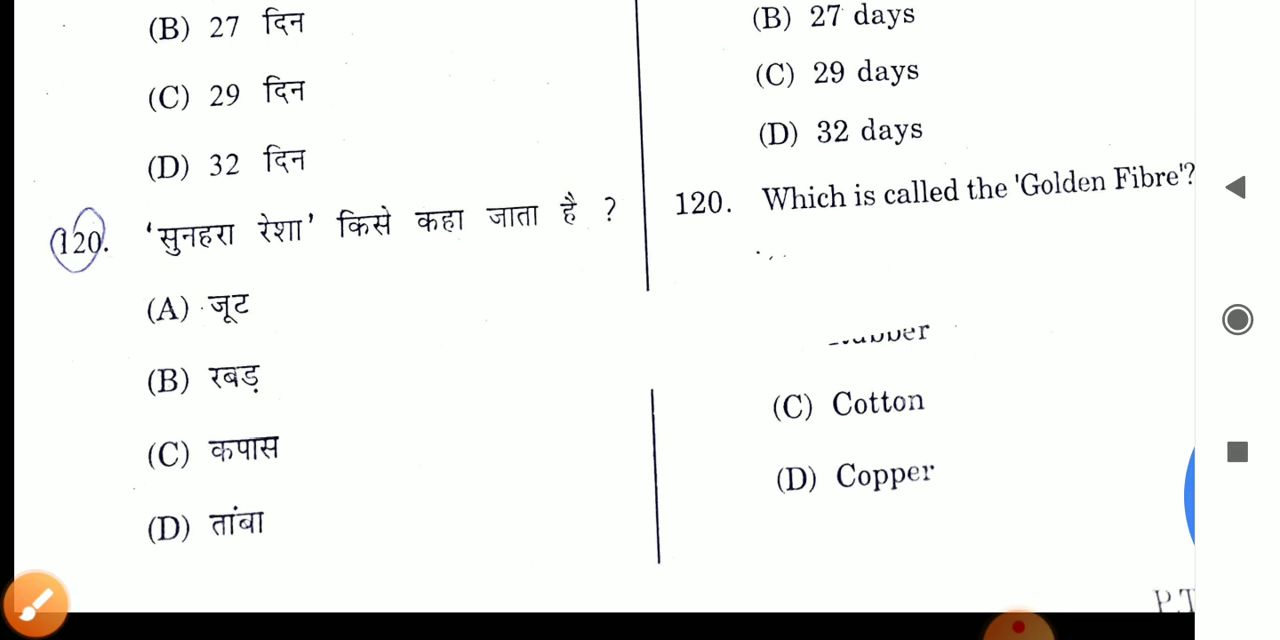 (B) 27 दिन
(C) 29 दिन
(D) 32 दिन
120. 'सुनहरा रेशा' किसे कहा जाता है ?
(A) जूट
(B) रबड़
(C) कपास
(D) तांबा
(B) 27 days
(C) 29 days
(D) 32 days
120. Which is called the 'Golden Fibre'?
(C) Cotton
(D) Copper